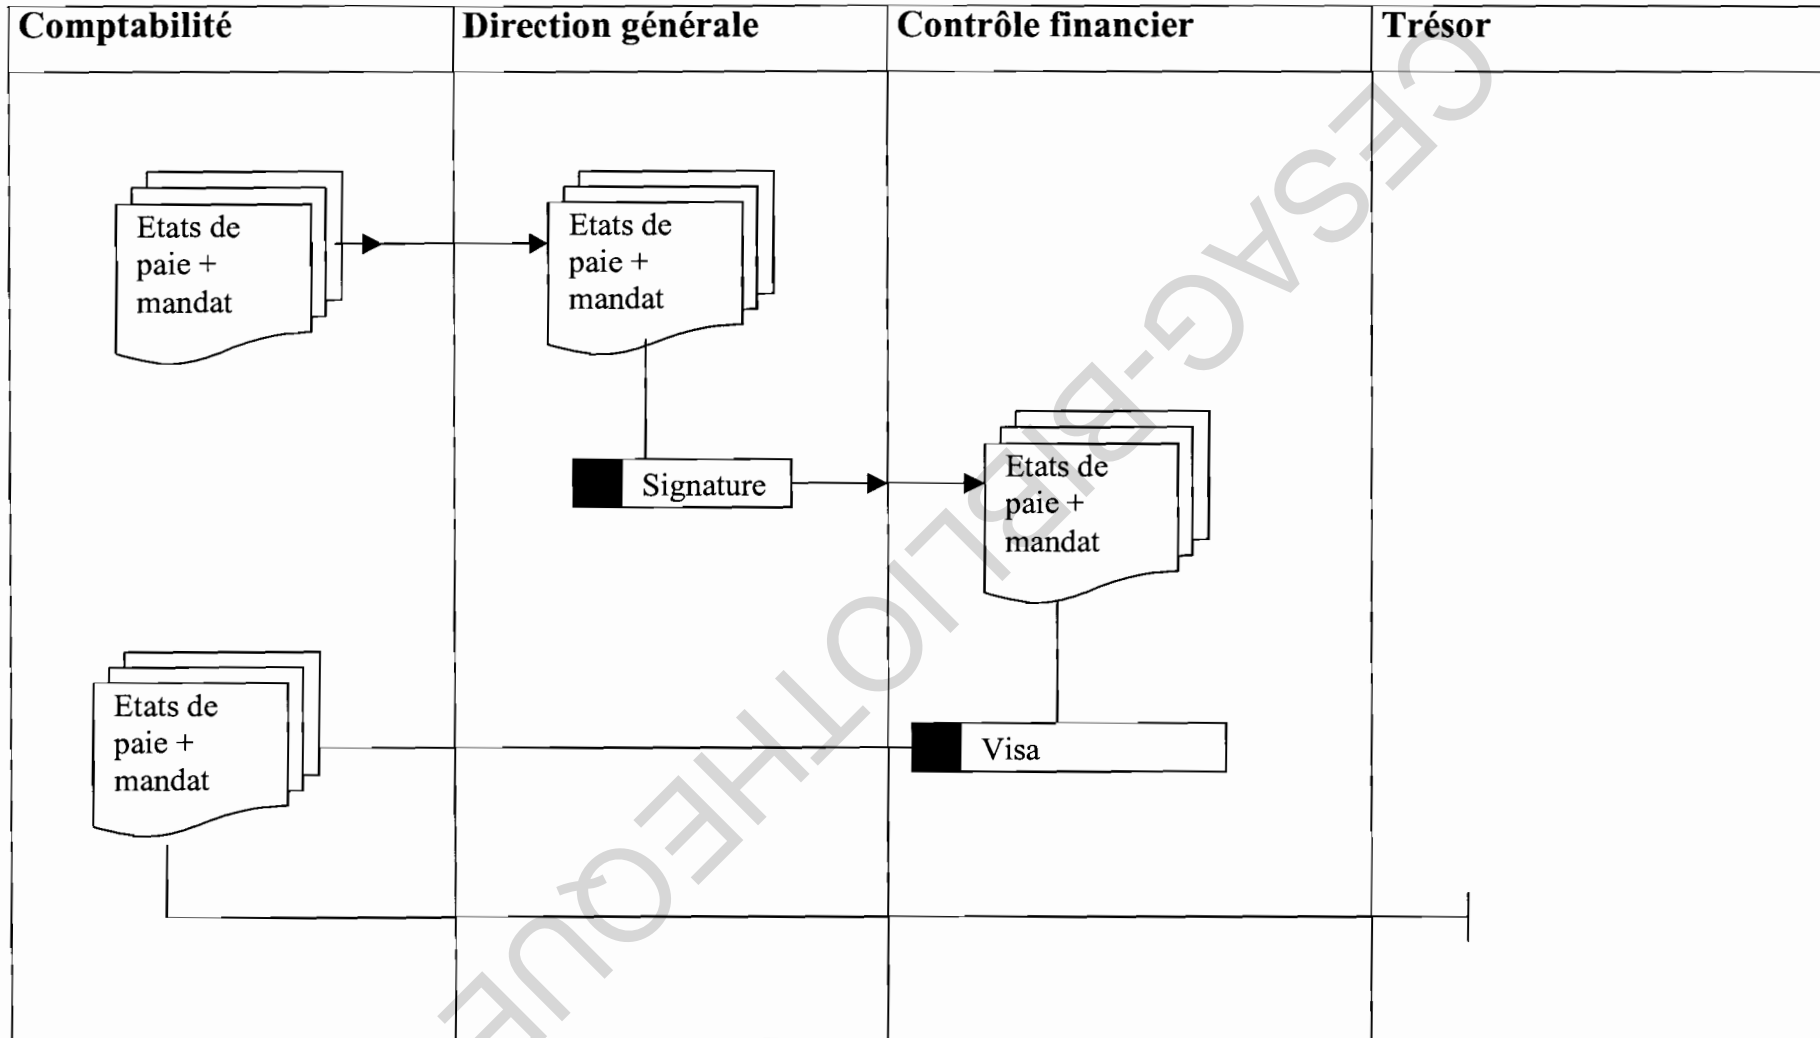 Comptabilité
Direction générale
Contrôle financier
Trésor
Etats de
paie +
mandat
Etats de
paie +
mandat
Signature
Etats de
paie +
mandat
Etats de
paie +
mandat
Visa
CESAG-BIBLIOTHEQUE